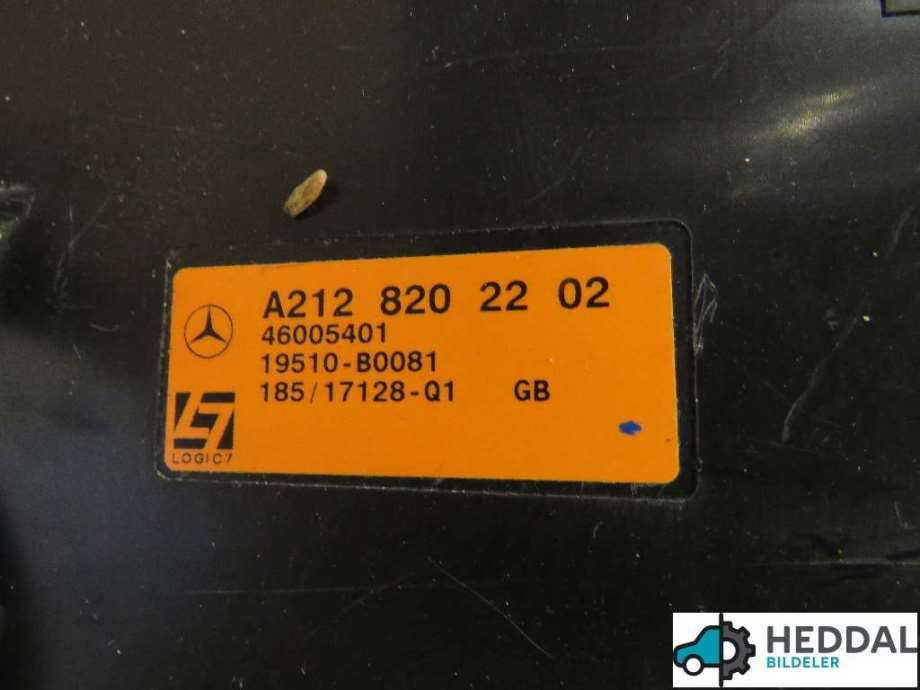 A212 820 22 02
46005401
19510-B0081
185/17128-Q1 GB
LOGIC7
HEDDAL
BILDELER